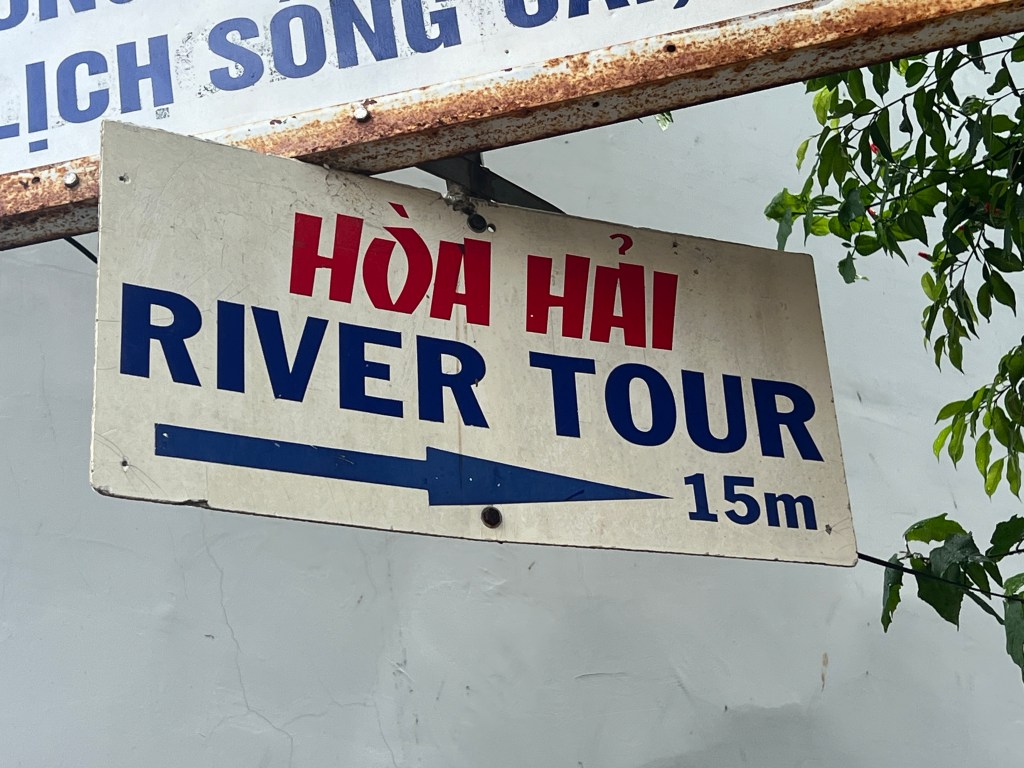 LỊCH SÔNG
HÒA HẢI
RIVER TOUR
15m